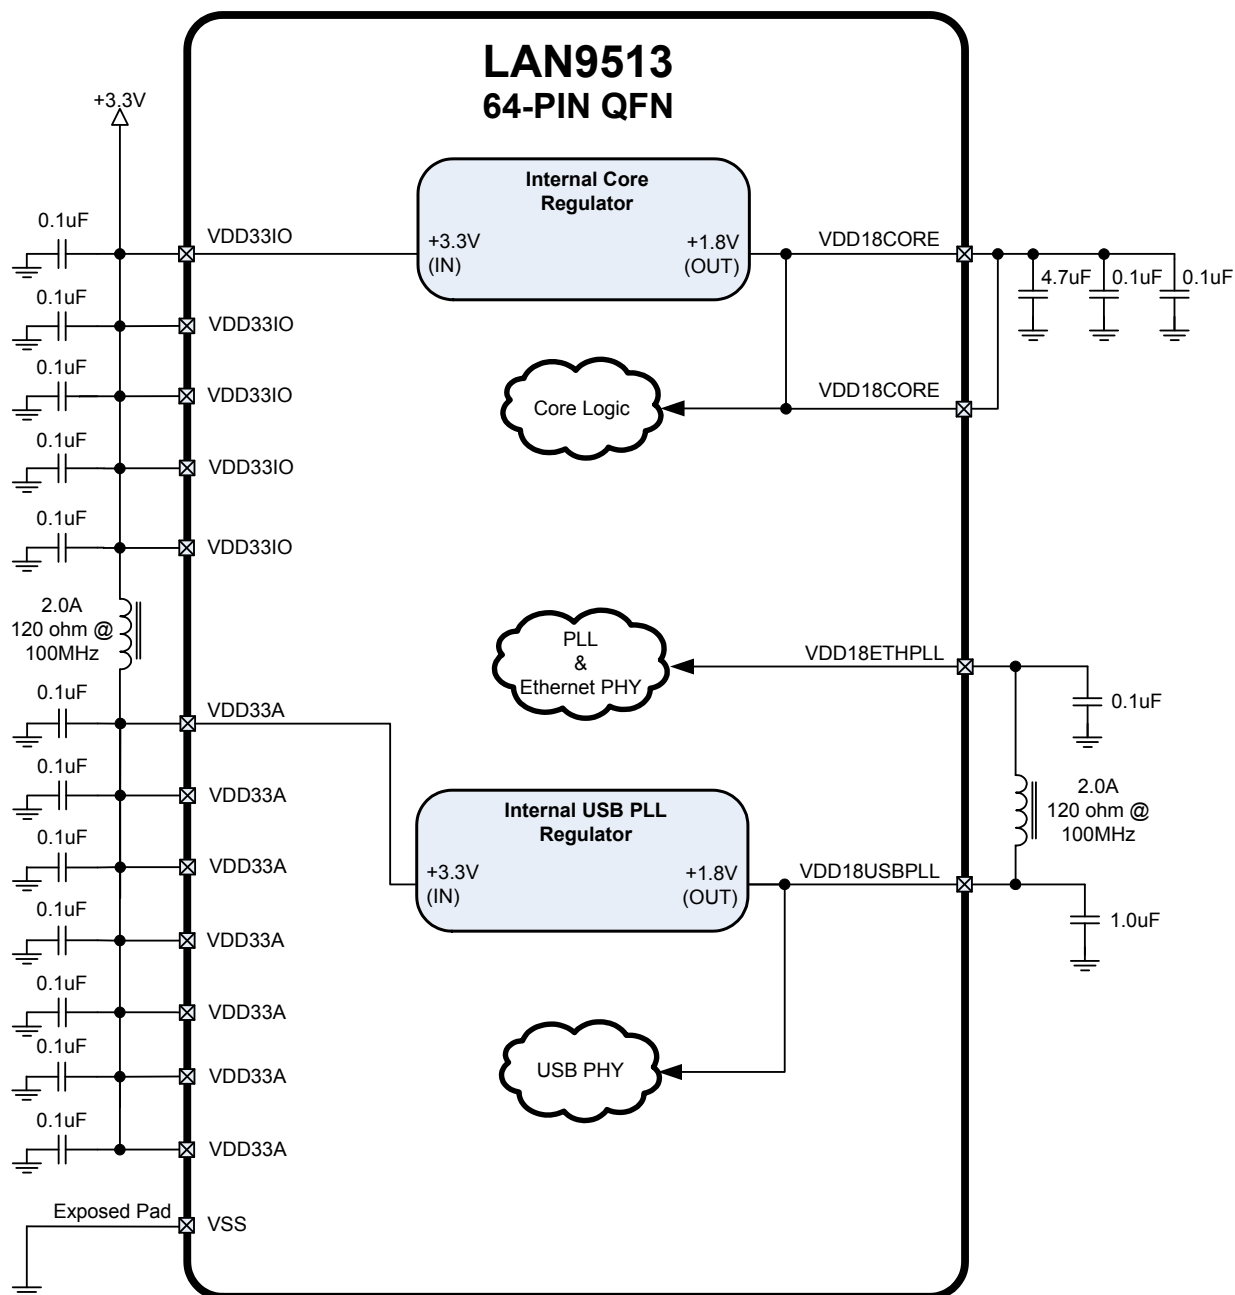 LAN9513
64-PIN QFN
+3.3V
Internal Core
Regulator
0.1uF
VDD33IO
+3.3V
(IN)
+1.8V
(OUT)
VDD18CORE
4.7uF
0.1uF
0.1uF
0.1uF
VDD33IO
0.1uF
VDD33IO
Core Logic
VDD18CORE
0.1uF
VDD33IO
0.1uF
VDD33IO
2.0A
120 ohm @
100MHz
PLL
&
Ethernet PHY
VDD18ETHPLL
0.1uF
0.1uF
VDD33A
0.1uF
VDD33A
Internal USB PLL
Regulator
2.0A
120 ohm @
100MHz
0.1uF
VDD33A
+3.3V
(IN)
+1.8V
(OUT)
VDD18USBPLL
1.0uF
0.1uF
VDD33A
0.1uF
VDD33A
0.1uF
VDD33A
USB PHY
0.1uF
VDD33A
Exposed Pad
VSS